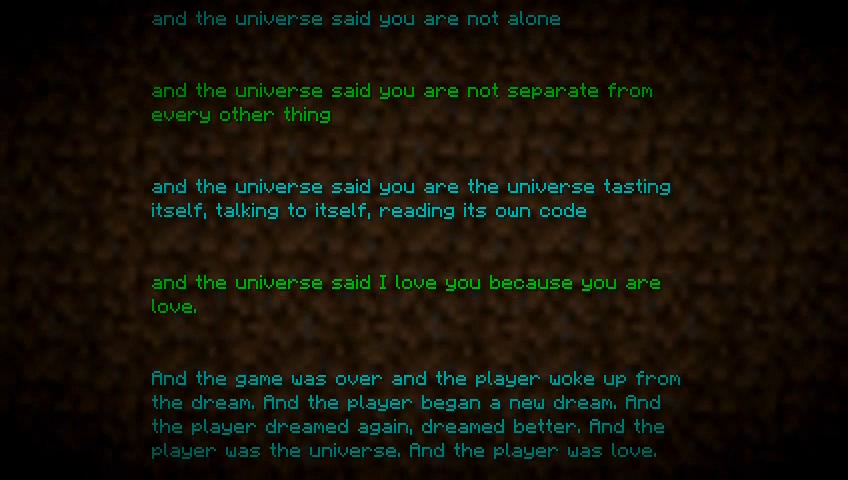 and the universe said you are not alone
and the universe said you are not separate from
every other thing
and the universe said you are the universe tasting
itself, talking to itself, reading its own code
and the universe said I love you because you are
love.
And the game was over and the player woke up from
the dream. And the player began a new dream. And
the player dreamed again, dreamed better. And the
player was the universe. And the player was love.